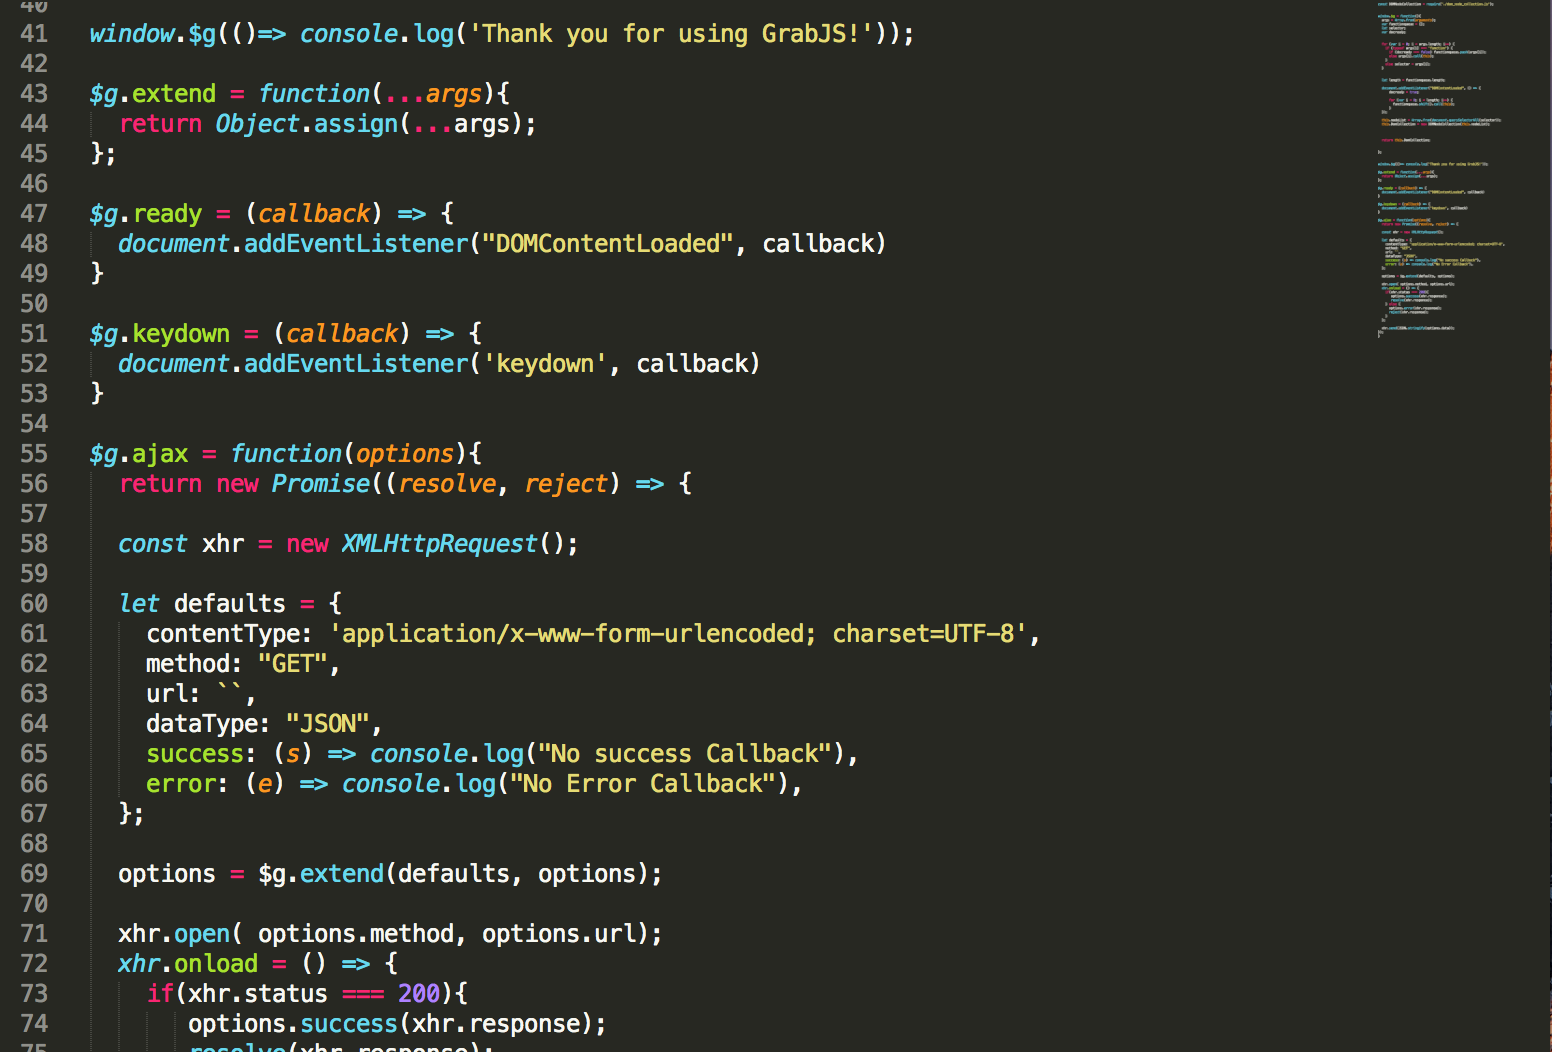 40
41 window.$g(()=> console.log('Thank you for using GrabJS!'));
42
43 $g.extend = function(...args){
44 return Object.assign(...args);
45 };
46
47 $g.ready = (callback) => {
48 document.addEventListener("DOMContentLoaded", callback)
49 }
50
51 $g.keydown = (callback) => {
52 document.addEventListener('keydown', callback)
53 }
54
55 $g.ajax = function(options){
56 return new Promise((resolve, reject) => {
57
58 const xhr = new XMLHttpRequest();
59
60 let defaults = {
61 contentType: 'application/x-www-form-urlencoded; charset=UTF-8',
62 method: "GET",
63 url: ``,
64 dataType: "JSON",
65 success: (s) => console.log("No success Callback"),
66 error: (e) => console.log("No Error Callback"),
67 };
68
69 options = $g.extend(defaults, options);
70
71 xhr.open( options.method, options.url);
72 xhr.onload = () => {
73 if(xhr.status === 200){
74 options.success(xhr.response);
75 resolve(xhr.response);